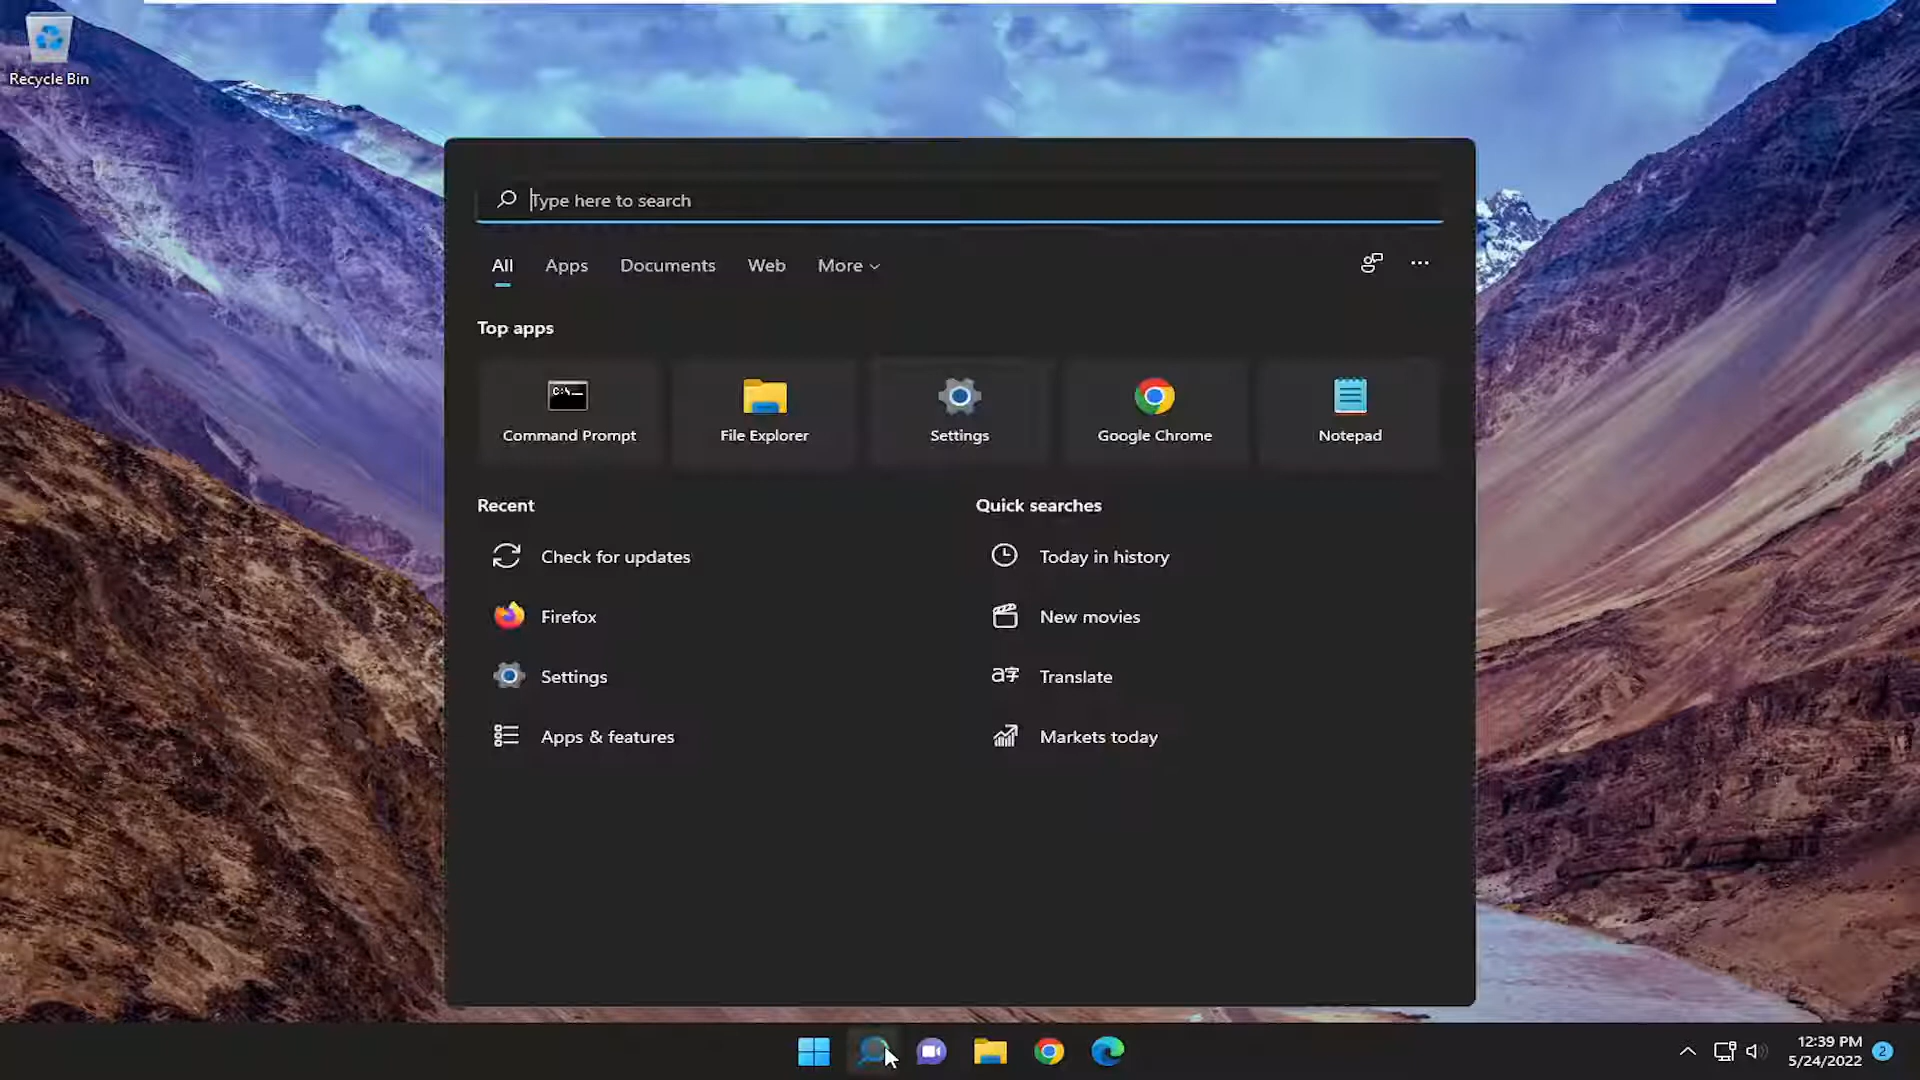 Recycle Bin
Type here to search
All Apps Documents Web More
Top apps
C:\
Command Prompt File Explorer Settings Google Chrome Notepad
Recent Quick searches
Check for updates Today in history
Firefox New movies
Settings a字 Translate
Apps & features Markets today
12:39 PM
5/24/2022 2